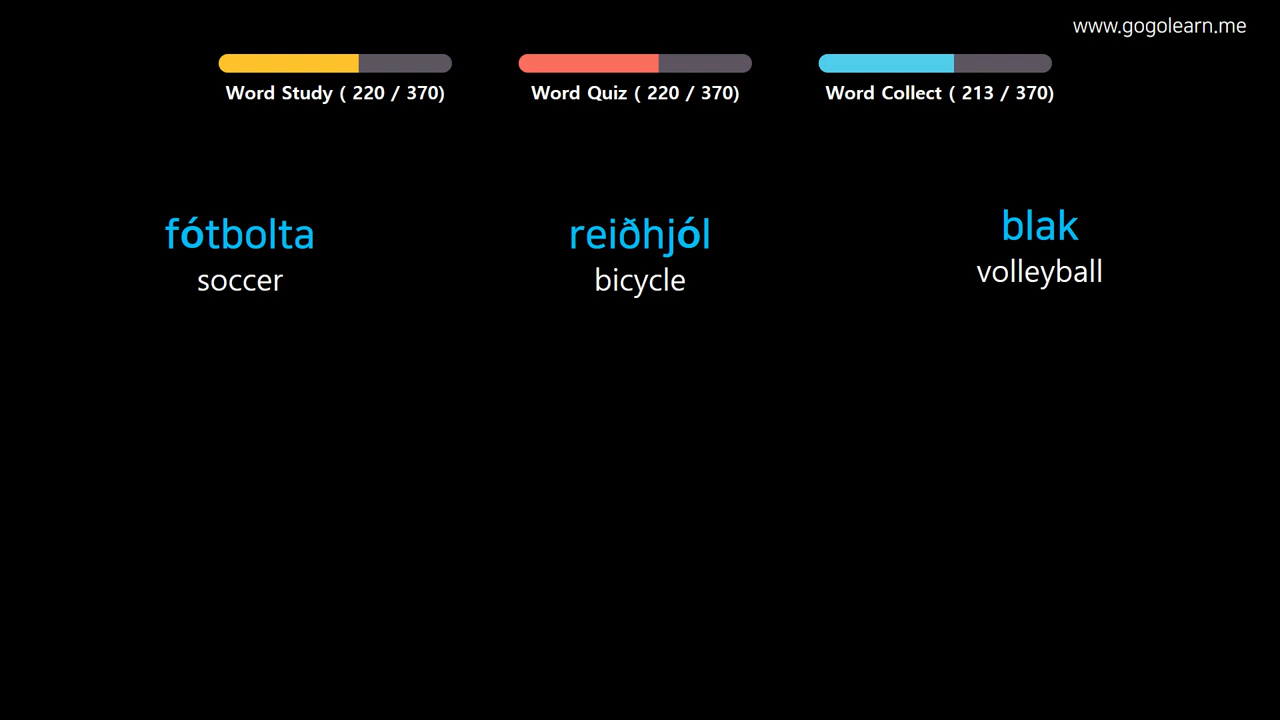 www.gogolearn.me
Word Study ( 220 / 370)
Word Quiz ( 220 / 370)
Word Collect ( 213 / 370)
fótbolta
soccer
reiðhjól
bicycle
blak
volleyball